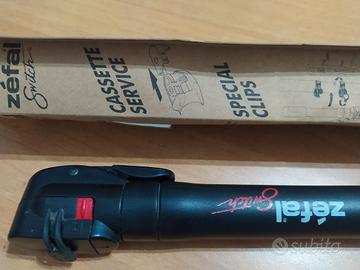 zéfal
Switch
CASSETTE
SERVICE
SPECIAL
CLIPS
zéfal
Switch
subito